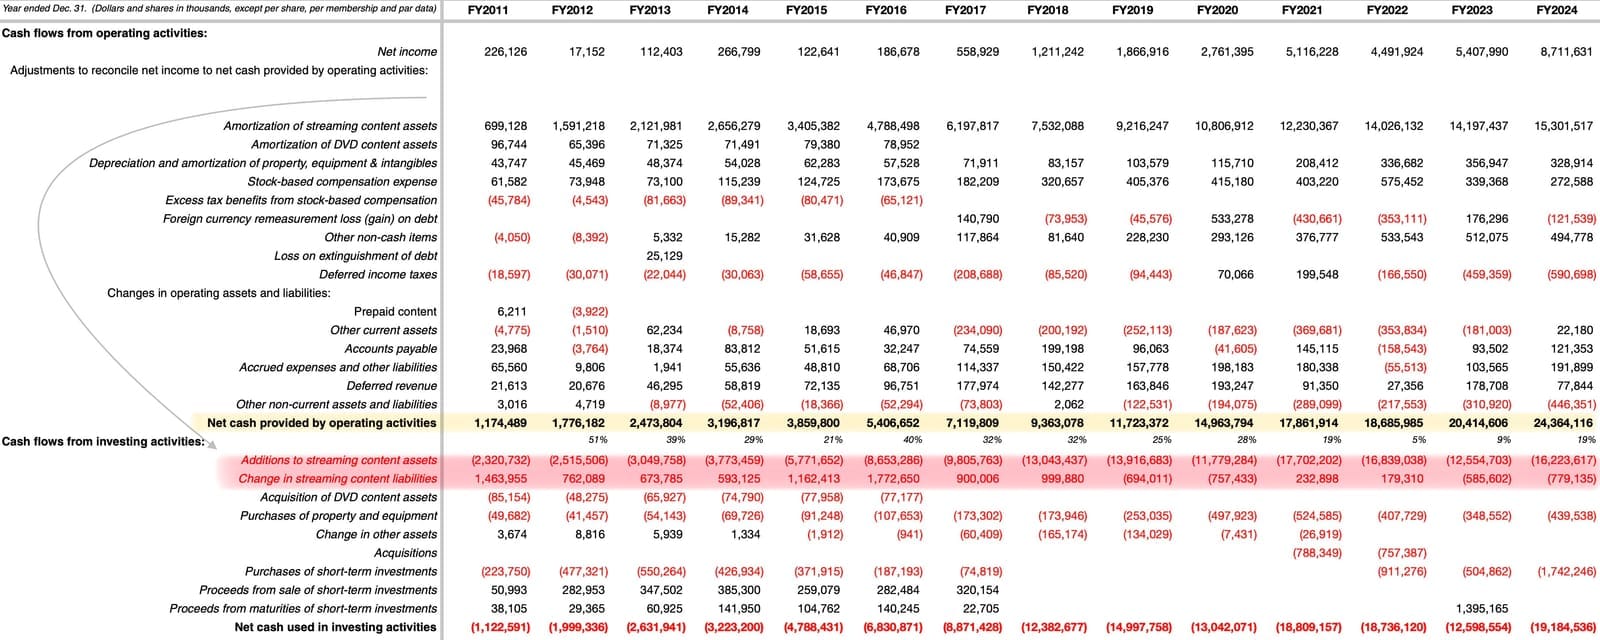 Year ended Dec. 31. (Dollars and shares in thousands, except per share, per membership and par data) FY2011 FY2012 FY2013 FY2014 FY2015 FY2016 FY2017 FY2018 FY2019 FY2020 FY2021 FY2022 FY2023 FY2024
Cash flows from operating activities:
Net income 226,126 17,152 112,403 266,799 122,641 186,678 558,929 1,211,242 1,866,916 2,761,395 5,116,228 4,491,924 5,407,990 8,711,631
Adjustments to reconcile net income to net cash provided by operating activities:
Amortization of streaming content assets 699,128 1,591,218 2,121,981 2,656,279 3,405,382 4,788,498 6,197,817 7,532,088 9,216,247 10,806,912 12,230,367 14,026,132 14,197,437 15,301,517
Amortization of DVD content assets 96,744 65,396 71,325 71,491 79,380 78,952
Depreciation and amortization of property, equipment & intangibles 43,747 45,469 48,374 54,028 62,283 57,528 71,911 83,157 103,579 115,710 208,412 336,682 356,947 328,914
Stock-based compensation expense 61,582 73,948 73,100 115,239 124,725 173,675 182,209 320,657 405,376 415,180 403,220 575,452 339,368 272,588
Excess tax benefits from stock-based compensation (45,784) (4,543) (81,663) (89,341) (80,471) (65,121)
Foreign currency remeasurement loss (gain) on debt 140,790 (73,953) (45,576) 533,278 (430,661) (353,111) 176,296 (121,539)
Other non-cash items (4,050) (8,392) 5,332 15,282 31,628 40,909 117,864 81,640 228,230 293,126 376,777 533,543 512,075 494,778
Loss on extinguishment of debt 25,129
Deferred income taxes (18,597) (30,071) (22,044) (30,063) (58,655) (46,847) (208,688) (85,520) (94,443) 70,066 199,548 (166,550) (459,359) (590,698)
Changes in operating assets and liabilities:
Prepaid content 6,211 (3,922)
Other current assets (4,775) (1,510) 62,234 (8,758) 18,693 46,970 (234,090) (200,192) (252,113) (187,623) (369,681) (353,834) (181,003) 22,180
Accounts payable 23,968 (3,764) 18,374 83,812 51,615 32,247 74,559 199,198 96,063 (41,605) 145,115 (158,543) 93,502 121,353
Accrued expenses and other liabilities 65,560 9,806 1,941 55,636 48,810 68,706 114,337 150,422 157,778 198,183 180,338 (55,513) 103,565 191,899
Deferred revenue 21,613 20,676 46,295 58,819 72,135 96,751 177,974 142,277 163,846 193,247 91,350 27,356 178,708 77,844
Other non-current assets and liabilities 3,016 4,719 (8,977) (52,406) (18,366) (52,294) (73,803) 2,062 (122,531) (194,075) (289,099) (217,553) (310,920) (446,351)
Net cash provided by operating activities 1,174,489 1,776,182 2,473,804 3,196,817 3,859,800 5,406,652 7,119,809 9,363,078 11,723,372 14,963,794 17,861,914 18,685,985 20,414,606 24,364,116
Cash flows from investing activities: 51% 39% 29% 21% 40% 32% 32% 25% 28% 19% 5% 9% 19%
Additions to streaming content assets (2,320,732) (2,515,506) (3,049,758) (3,773,459) (5,771,652) (8,653,286) (9,805,763) (13,043,437) (13,916,683) (11,779,284) (17,702,202) (16,839,038) (12,554,703) (16,223,617)
Change in streaming content liabilities 1,463,955 762,089 673,785 593,125 1,162,413 1,772,650 900,006 999,880 (694,011) (757,433) 232,898 179,310 (585,602) (779,135)
Acquisition of DVD content assets (85,154) (48,275) (65,927) (74,790) (77,958) (77,177)
Purchases of property and equipment (49,682) (41,457) (54,143) (69,726) (91,248) (107,653) (173,302) (173,946) (253,035) (497,923) (524,585) (407,729) (348,552) (439,538)
Change in other assets 3,674 8,816 5,939 1,334 (1,912) (941) (60,409) (165,174) (134,029) (7,431) (26,919)
Acquisitions (788,349) (757,387)
Purchases of short-term investments (223,750) (477,321) (550,264) (426,934) (371,915) (187,193) (74,819) (911,276) (504,862) (1,742,246)
Proceeds from sale of short-term investments 50,993 282,953 347,502 385,300 259,079 282,484 320,154
Proceeds from maturities of short-term investments 38,105 29,365 60,925 141,950 104,762 140,245 22,705 1,395,165
Net cash used in investing activities (1,122,591) (1,999,336) (2,631,941) (3,223,200) (4,788,431) (6,830,871) (8,871,428) (12,382,677) (14,997,758) (13,042,071) (18,809,157) (18,736,120) (12,598,554) (19,184,536)